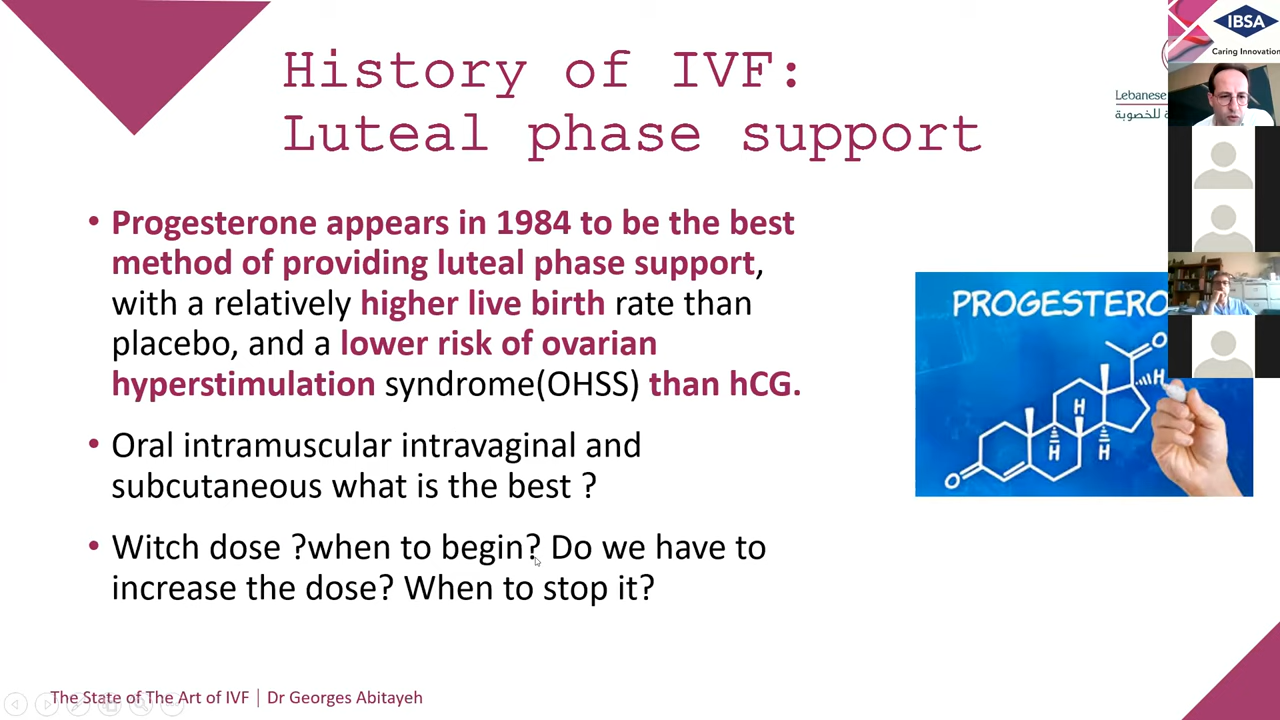 History of IVF:
Luteal phase support
• Progesterone appears in 1984 to be the best
method of providing luteal phase support,
with a relatively higher live birth rate than
placebo, and a lower risk of ovarian
hyperstimulation syndrome(OHSS) than hCG.
• Oral intramuscular intravaginal and
subcutaneous what is the best ?
• Witch dose ?when to begin? Do we have to
increase the dose? When to stop it?
PROGESTERO
O
H
H
H
H
O
IBSA
Caring Innovation
Lebanese
للخصوبة
The State of The Art of IVF | Dr Georges Abitayeh